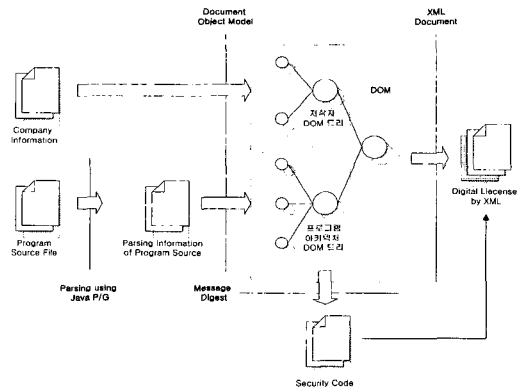 Document
Object Model
XML
Document
DOM
저작자
DOM 트리
Company
Information
Digital Liecense
by XML
프로그램
아키텍처
DOM 트리
Program
Source File
Parsing Information
of Program Source
Parsing using
Java P/G
Message
Digest
Security Code